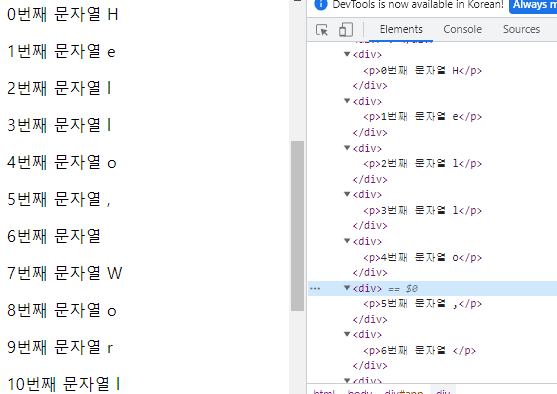 0번째 문자열 H
1번째 문자열 e
2번째 문자열 l
3번째 문자열 l
4번째 문자열 o
5번째 문자열 ,
6번째 문자열
7번째 문자열 W
8번째 문자열 o
9번째 문자열 r
10번째 문자열 l
DevTools is now available in Korean!
Always m
Elements Console Sources
<div>
<p>0번째 문자열 H</p>
</div>
<div>
<p>1번째 문자열 e</p>
</div>
<div>
<p>2번째 문자열 l</p>
</div>
<div>
<p>3번째 문자열 l</p>
</div>
<div>
<p>4번째 문자열 o</p>
</div>
<div> == $0
<p>5번째 문자열 ,</p>
</div>
<div>
<p>6번째 문자열 </p>
</div>
<div>
html body div#app div